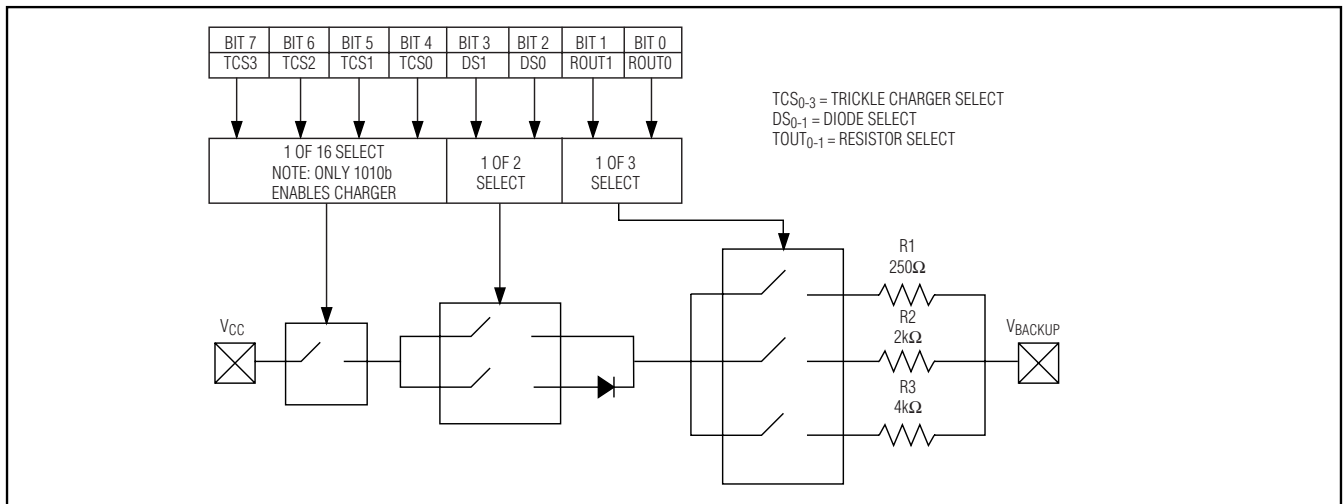 BIT 7 BIT 6 BIT 5 BIT 4 BIT 3 BIT 2 BIT 1 BIT 0
TCS3 TCS2 TCS1 TCS0 DS1 DS0 ROUT1 ROUT0
TCS0-3 = TRICKLE CHARGER SELECT
DS0-1 = DIODE SELECT
TOUT0-1 = RESISTOR SELECT
1 OF 16 SELECT
NOTE: ONLY 1010b
ENABLES CHARGER
1 OF 2
SELECT
1 OF 3
SELECT
R1
250Ω
VCC
R2
2kΩ
VBACKUP
R3
4kΩ